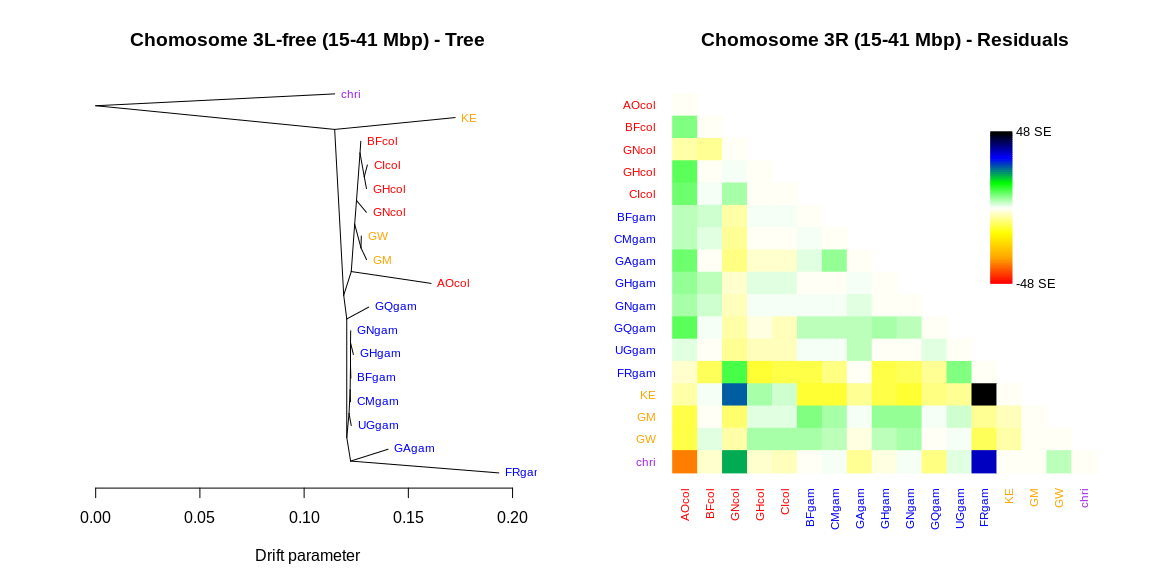 Chomosome 3L-free (15-41 Mbp) - Tree
chri
KE
BFcol
CIcol
GHcol
GNcol
GW
GM
AOcol
GQgam
GNgam
GHgam
BFgam
CMgam
UGgam
GAgam
FRgar
0.00 0.05 0.10 0.15 0.20
Drift parameter
Chomosome 3R (15-41 Mbp) - Residuals
AOcol
BFcol
GNcol
GHcol
CIcol
BFgam
CMgam
GAgam
GHgam
GNgam
GQgam
UGgam
FRgam
KE
GM
GW
chri
48 SE
-48 SE
AOcol BFcol GNcol GHcol CIcol BFgam CMgam GAgam GHgam GNgam GQgam UGgam FRgam KE GM GW chri